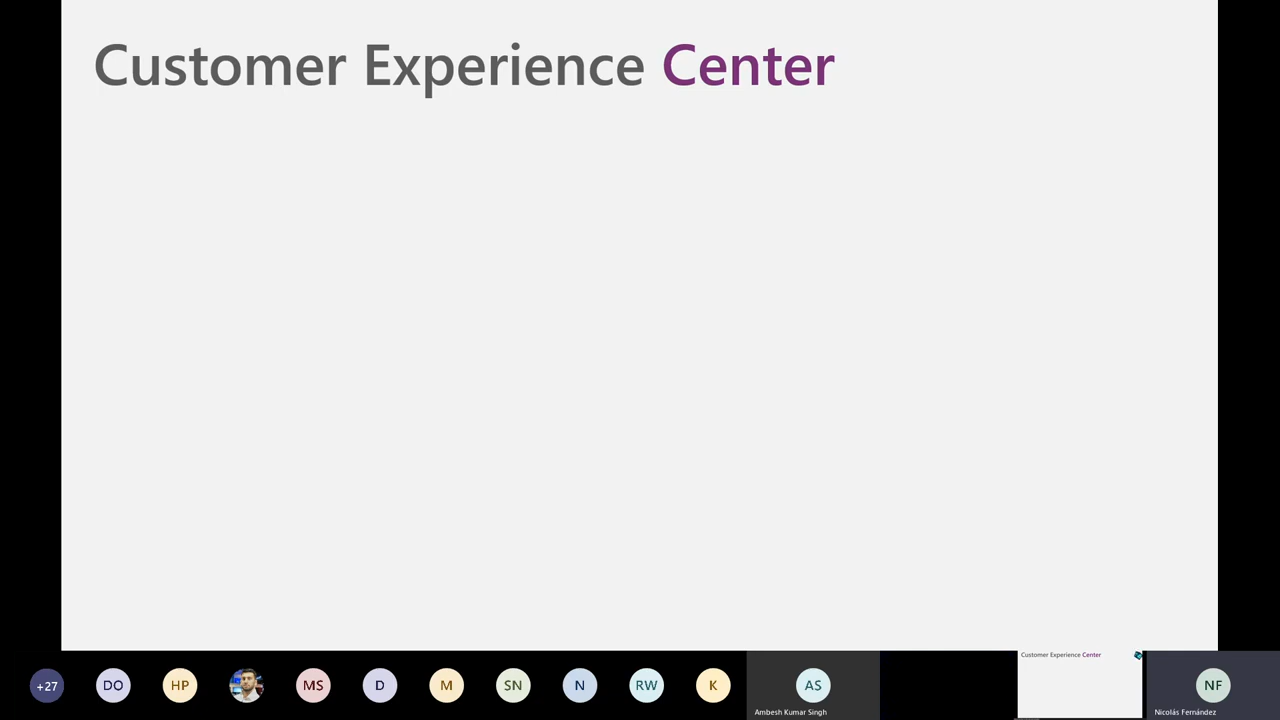 Customer Experience Center
Customer Experience Center
+27
DO
HP
MS
D
M
SN
N
RW
K
AS
NF
Ambesh Kumar Singh
Nicolás Fernández